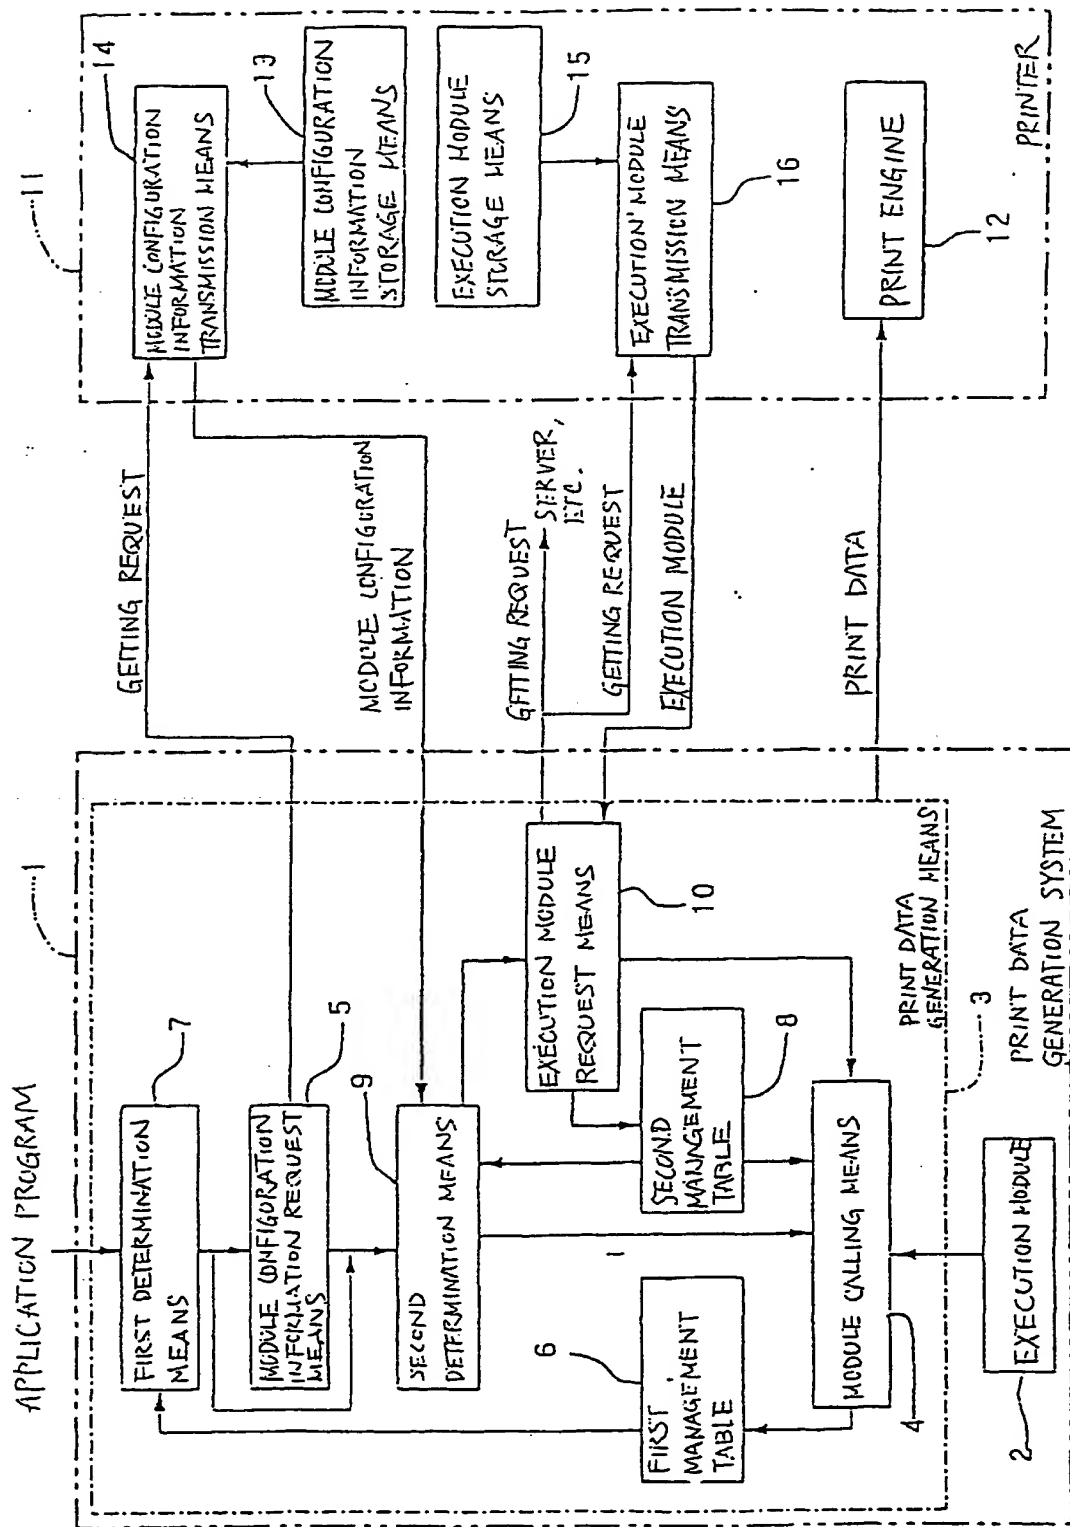 APPLICATION PROGRAM
1
FIRST DETERMINATION
MEANS
7
MODULE CONFIGURATION
INFORMATION REQUEST
MEANS
5
SECOND
DETERMINATION MEANS
9
FIRST
MANAGEMENT
TABLE
6
SECOND
MANAGEMENT
TABLE
8
EXECUTION MODULE
REQUEST MEANS
10
MODULE CALLING MEANS
4
PRINT DATA
GENERATION MEANS
3
EXECUTION MODULE
2
PRINT DATA
GENERATION SYSTEM
GETTING REQUEST
MODULE CONFIGURATION
INFORMATION
GETTING REQUEST
SERVER,
ETC.
GETTING REQUEST
EXECUTION MODULE
PRINT DATA
11
MODULE CONFIGURATION
INFORMATION
TRANSMISSION MEANS
14
MODULE CONFIGURATION
INFORMATION
STORAGE MEANS
13
EXECUTION MODULE
STORAGE MEANS
15
EXECUTION MODULE
TRANSMISSION MEANS
16
PRINT ENGINE
12
PRINTER